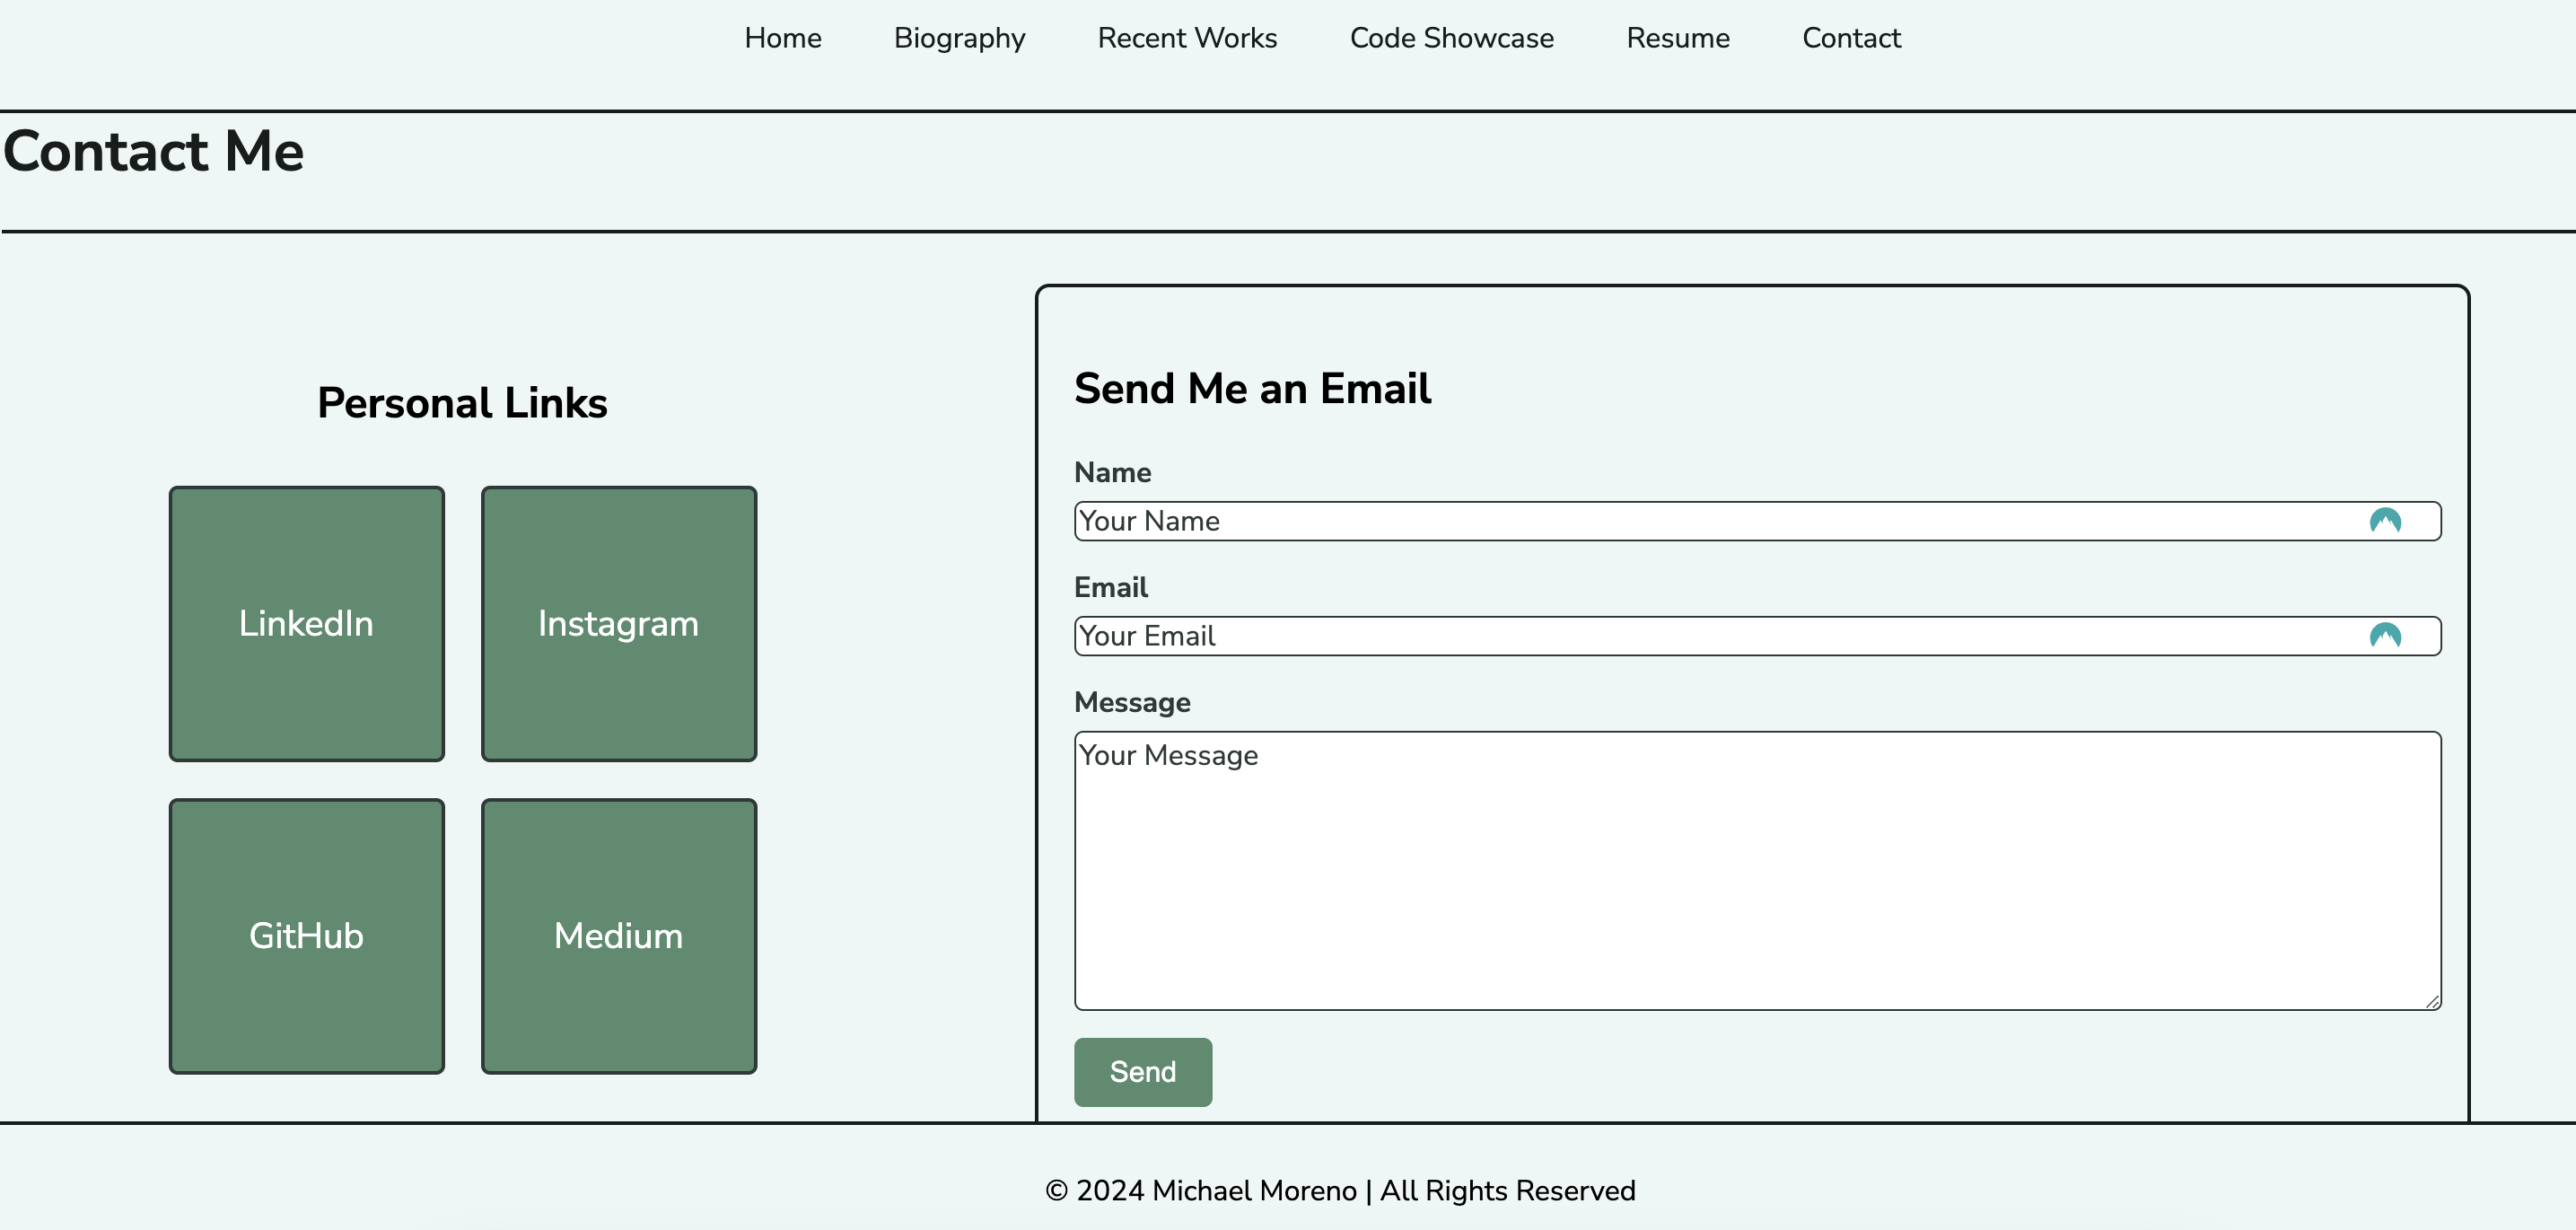 Home Biography Recent Works Code Showcase Resume Contact
Contact Me
Personal Links
LinkedIn Instagram
GitHub Medium
Send Me an Email
Name
Your Name
Email
Your Email
Message
Your Message
Send
© 2024 Michael Moreno | All Rights Reserved